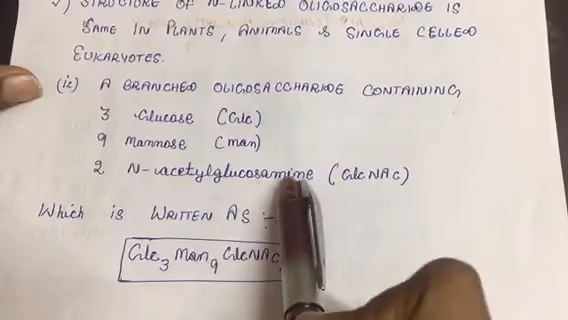 v) STRUCTURE OF N-LINKED OLIGOSACCHARIDE IS
SAME IN PLANTS, ANIMALS & SINGLE CELLED
EUKARYOTES.
(ii) A BRANCHED OLIGOSACCHARIDE CONTAINING
3 Glucose (Glc)
9 Mannose (man)
2 N-acetylglucosamine (GlcNAc)
Which is WRITTEN AS :-
Glc3 Man9 GlcNAc